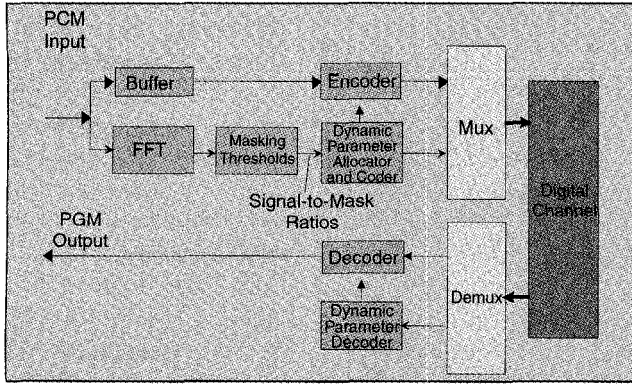 PCM
Input
Buffer
Encoder
Mux
FFT
Masking
Thresholds
Dynamic
Parameter
Allocator
and Coder
Signal-to-Mask
Ratios
Digital
Channel
PGM
Output
Decoder
Demux
Dynamic
Parameter
Decoder